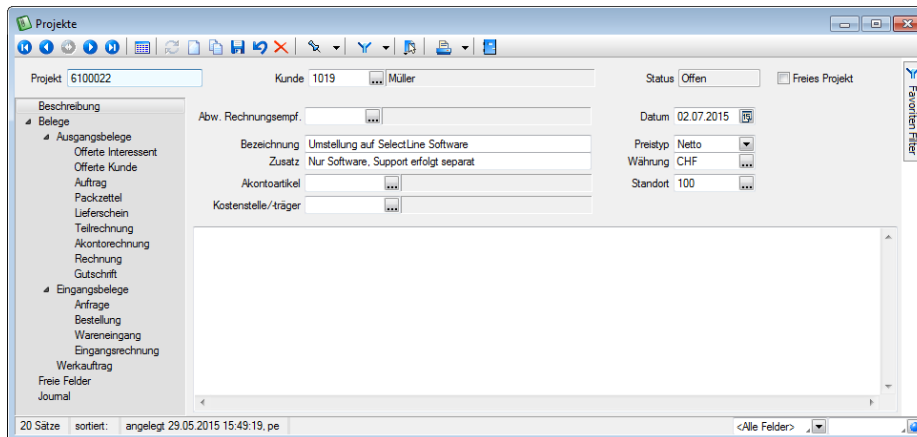 Projekte
Projekt 6100022 Kunde 1019 ... Müller Status Offen Freies Projekt
Favoriten Filter
Beschreibung
Belege
Ausgangsbelege
Offerte Interessent
Offerte Kunde
Auftrag
Packzettel
Lieferschein
Teilrechnung
Akontorechnung
Rechnung
Gutschrift
Eingangsbelege
Anfrage
Bestellung
Wareneingang
Eingangsrechnung
Werkauftrag
Freie Felder
Journal
Abw. Rechnungsempf. ... Datum 02.07.2015 15
Bezeichnung Umstellung auf SelectLine Software Preistyp Netto
Zusatz Nur Software, Support erfolgt separat Währung CHF ...
Akontoartikel ... Standort 100 ...
Kostenstelle/-träger ...
20 Sätze sortiert: angelegt 29.05.2015 15:49:19, pe <Alle Felder>